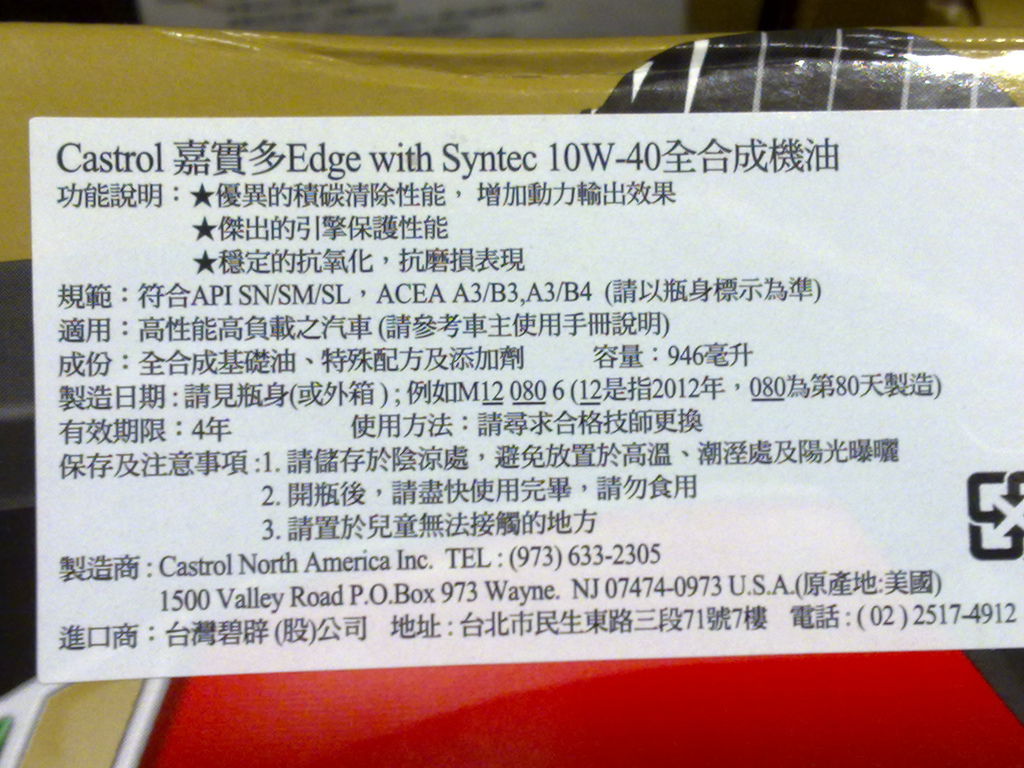 Castrol 嘉實多Edge with Syntec 10W-40全合成機油
功能說明：★優異的積碳清除性能， 增加動力輸出效果
★傑出的引擎保護性能
★穩定的抗氧化，抗磨損表現
規範：符合API SN/SM/SL，ACEA A3/B3,A3/B4 (請以瓶身標示為準)
適用：高性能高負載之汽車 (請參考車主使用手冊說明)
成份：全合成基礎油、特殊配方及添加劑 容量：946毫升
製造日期 : 請見瓶身(或外箱 ) ; 例如M12 080 6 (12是指2012年，080為第80天製造)
有效期限：4年 使用方法：請尋求合格技師更換
保存及注意事項 :1. 請儲存於陰涼處，避免放置於高溫、潮溼處及陽光曝曬
2. 開瓶後，請盡快使用完畢，請勿食用
3. 請置於兒童無法接觸的地方
製造商 : Castrol North America Inc. TEL : (973) 633-2305
1500 Valley Road P.O.Box 973 Wayne. NJ 07474-0973 U.S.A.(原產地:美國)
進口商：台灣碧辟 (股)公司 地址 : 台北市民生東路三段71號7樓 電話 : ( 02 ) 2517-4912